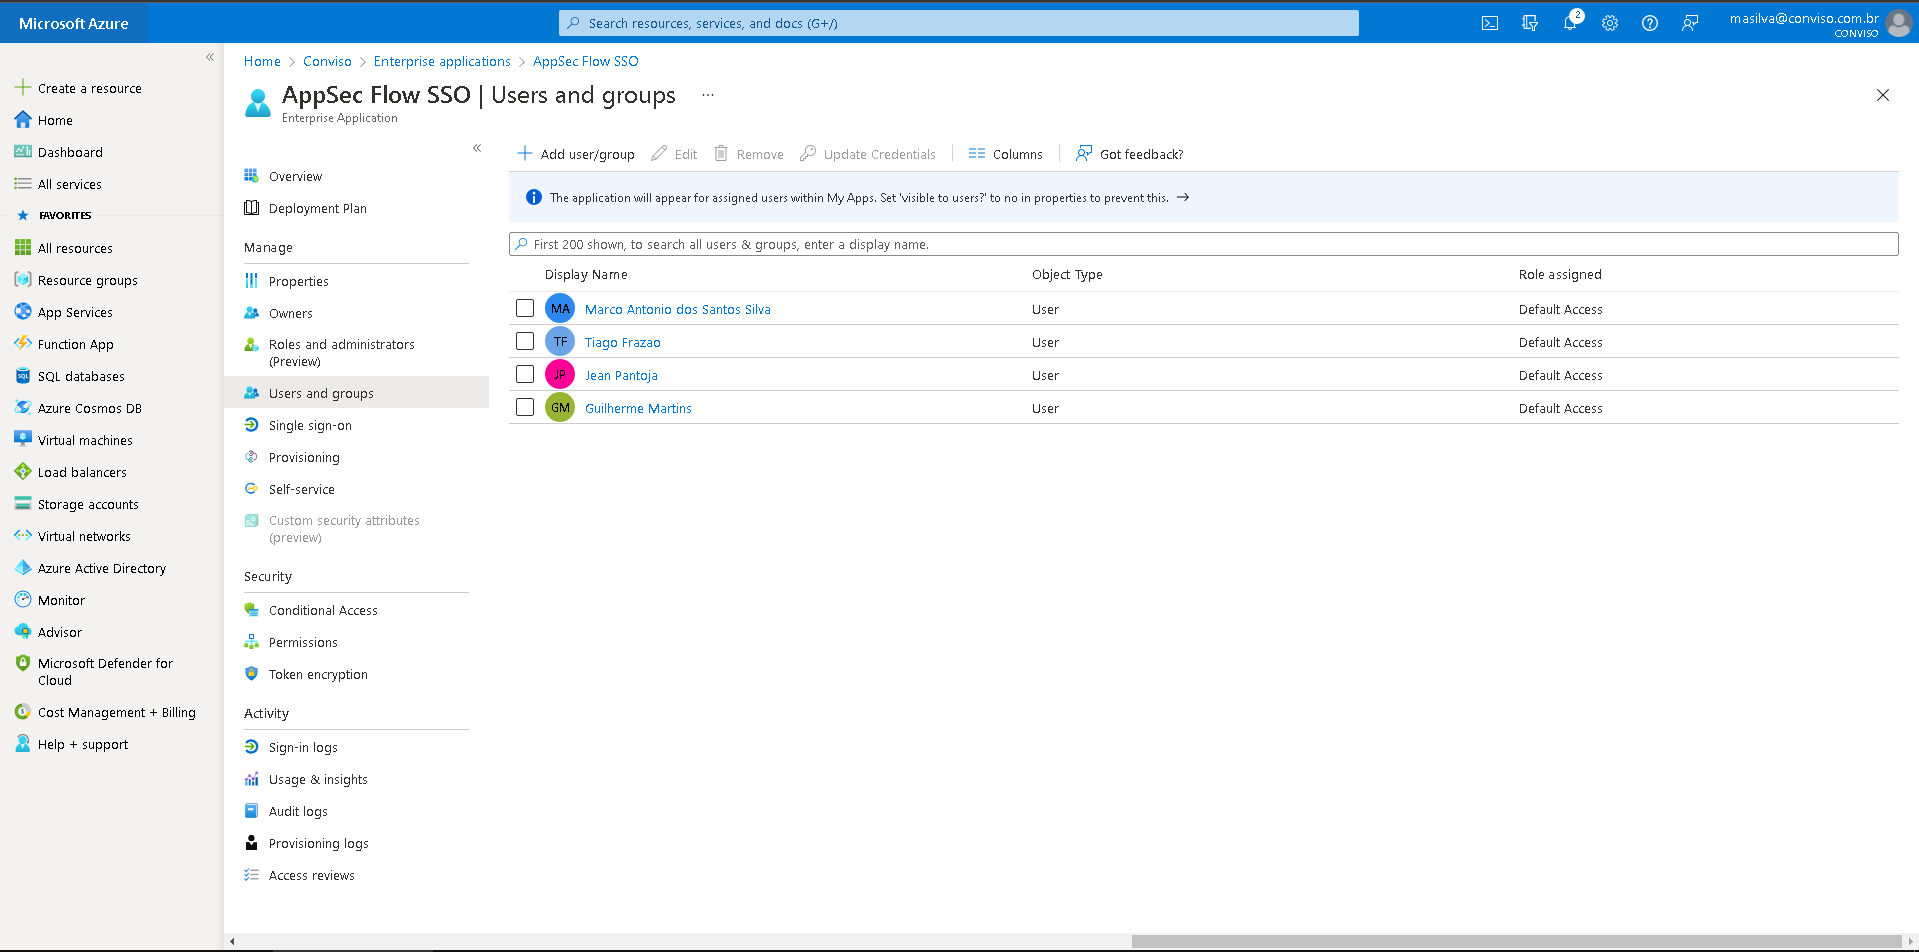 Microsoft Azure
Search resources, services, and docs (G+/)
2
masilva@conviso.com.br
CONVISO
Create a resource
Home
Dashboard
All services
FAVORITES
All resources
Resource groups
App Services
Function App
SQL databases
Azure Cosmos DB
Virtual machines
Load balancers
Storage accounts
Virtual networks
Azure Active Directory
Monitor
Advisor
Microsoft Defender for
Cloud
Cost Management + Billing
Help + support
Home > Conviso > Enterprise applications > AppSec Flow SSO
AppSec Flow SSO | Users and groups ...
Enterprise Application
Overview
Deployment Plan
Manage
Properties
Owners
Roles and administrators
(Preview)
Users and groups
Single sign-on
Provisioning
Self-service
Custom security attributes
(preview)
Security
Conditional Access
Permissions
Token encryption
Activity
Sign-in logs
Usage & insights
Audit logs
Provisioning logs
Access reviews
Add user/group Edit Remove Update Credentials Columns Got feedback?
The application will appear for assigned users within My Apps. Set 'visible to users?' to no in properties to prevent this. →
First 200 shown, to search all users & groups, enter a display name.
Display Name Object Type Role assigned
MA Marco Antonio dos Santos Silva User Default Access
TF Tiago Frazao User Default Access
JP Jean Pantoja User Default Access
GM Guilherme Martins User Default Access